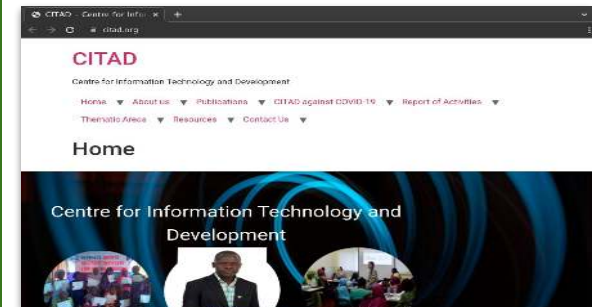 CITAD - Centre for Infor
citad.org
CITAD
Centre for Information Technology and Development
Home ▼ About us ▼ Publications ▼ CITAD against COVID-19 ▼ Report of Activities ▼
Thematic Areas ▼ Resources ▼ Contact Us ▼
Home
Centre for Information Technology and
Development